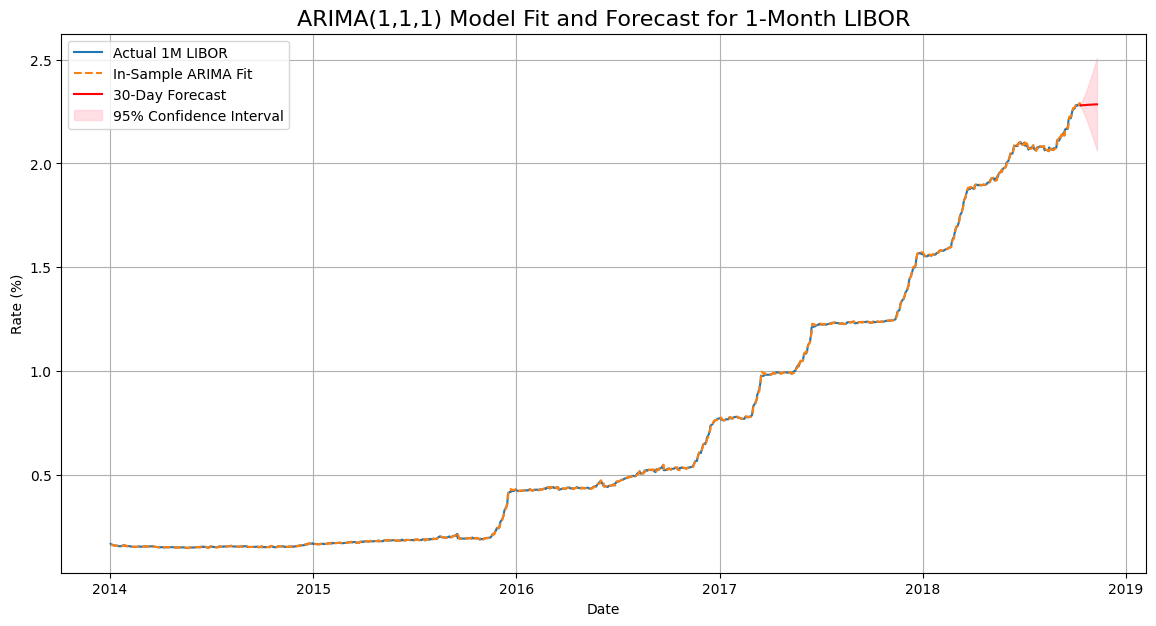 ARIMA(1,1,1) Model Fit and Forecast for 1-Month LIBOR
Actual 1M LIBOR
In-Sample ARIMA Fit
30-Day Forecast
95% Confidence Interval
Rate (%)
2.5
2.0
1.5
1.0
0.5
2014 2015 2016 2017 2018 2019
Date